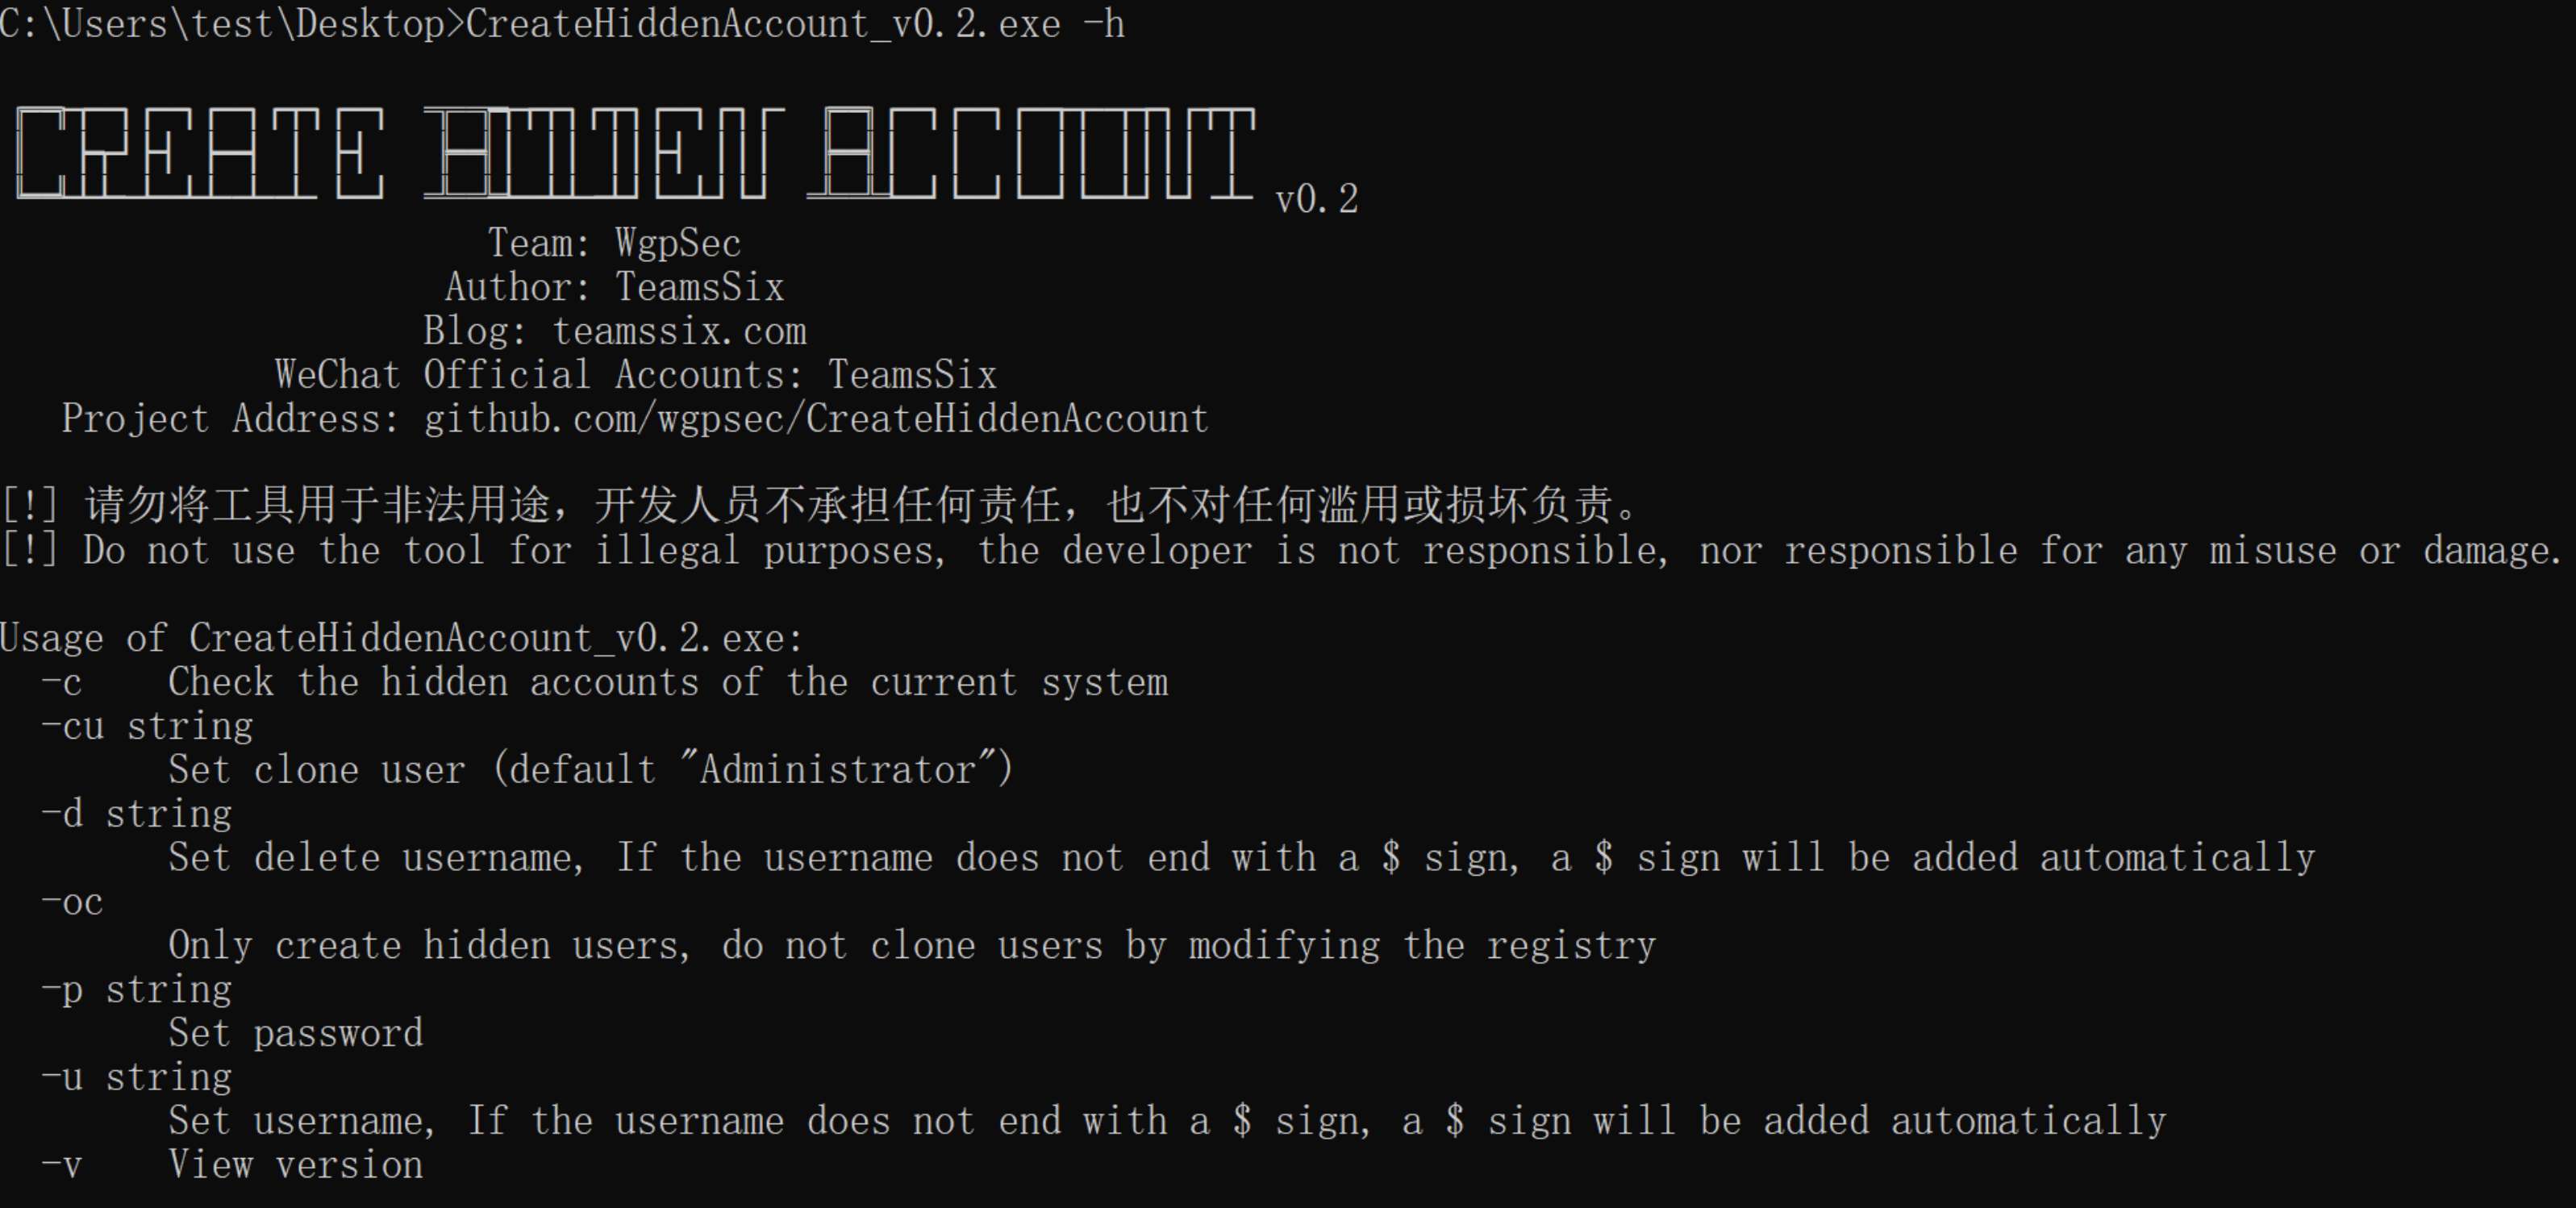 C:\Users\test\Desktop>CreateHiddenAccount_v0.2.exe -h
CREATE HIDDEN ACCOUNT v0.2
Team: WgpSec
Author: TeamsSix
Blog: teamssix.com
WeChat Official Accounts: TeamsSix
Project Address: github.com/wgpsec/CreateHiddenAccount
[!] 请勿将工具用于非法用途，开发人员不承担任何责任，也不对任何滥用或损坏负责。
[!] Do not use the tool for illegal purposes, the developer is not responsible, nor responsible for any misuse or damage.
Usage of CreateHiddenAccount_v0.2.exe:
-c Check the hidden accounts of the current system
-cu string
Set clone user (default "Administrator")
-d string
Set delete username, If the username does not end with a $ sign, a $ sign will be added automatically
-oc
Only create hidden users, do not clone users by modifying the registry
-p string
Set password
-u string
Set username, If the username does not end with a $ sign, a $ sign will be added automatically
-v View version